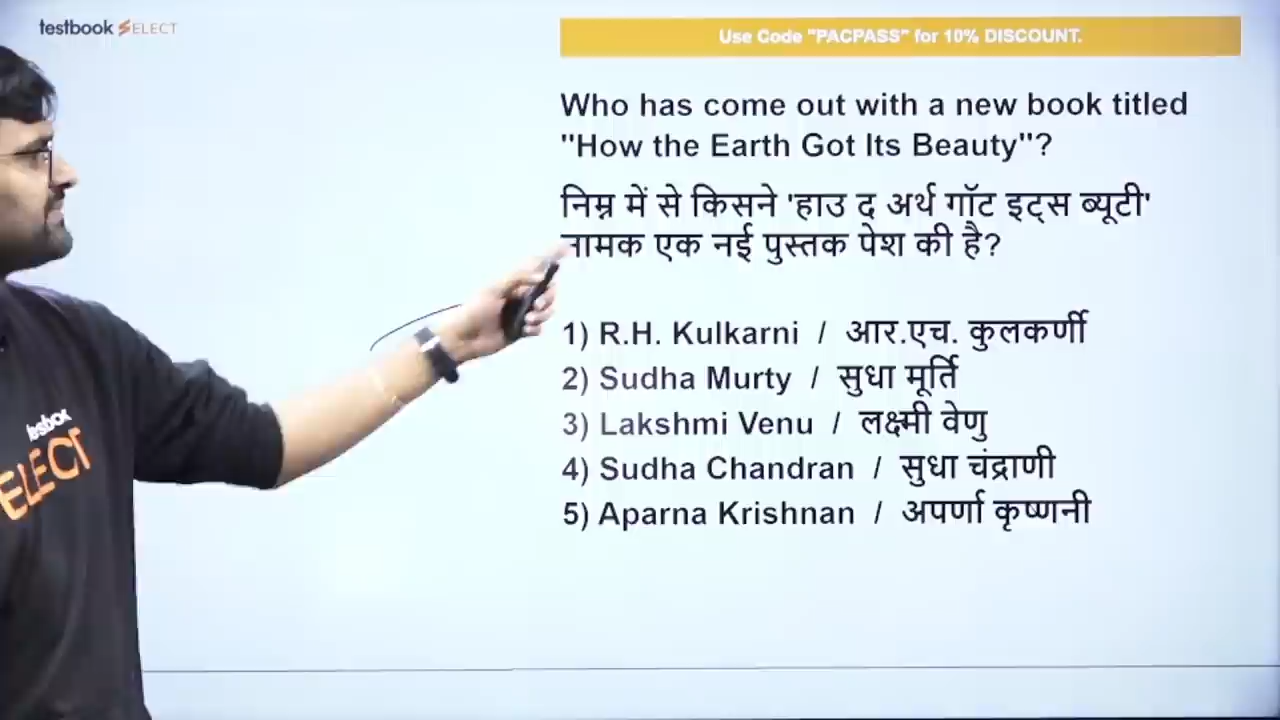 testbook SELECT
Use Code "PACPASS" for 10% DISCOUNT.
Who has come out with a new book titled
"How the Earth Got Its Beauty"?
निम्न में से किसने 'हाउ द अर्थ गॉट इट्स ब्यूटी'
नामक एक नई पुस्तक पेश की है?
1) R.H. Kulkarni / आर.एच. कुलकर्णी
2) Sudha Murty / सुधा मूर्ति
3) Lakshmi Venu / लक्ष्मी वेणु
4) Sudha Chandran / सुधा चंद्राणी
5) Aparna Krishnan / अपर्णा कृष्णनी
testbook
SELECT